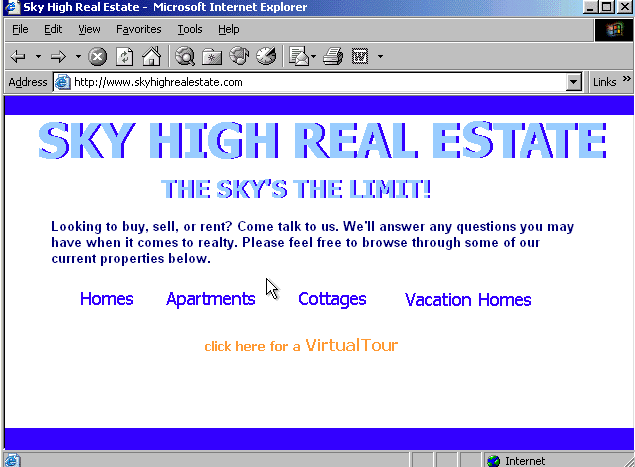 Sky High Real Estate - Microsoft Internet Explorer
File Edit View Favorites Tools Help
Address http://www.skyhighrealestate.com Links »
SKY HIGH REAL ESTATE
THE SKY'S THE LIMIT!
Looking to buy, sell, or rent? Come talk to us. We'll answer any questions you may
have when it comes to realty. Please feel free to browse through some of our
current properties below.
Homes Apartments Cottages Vacation Homes
click here for a VirtualTour
Internet